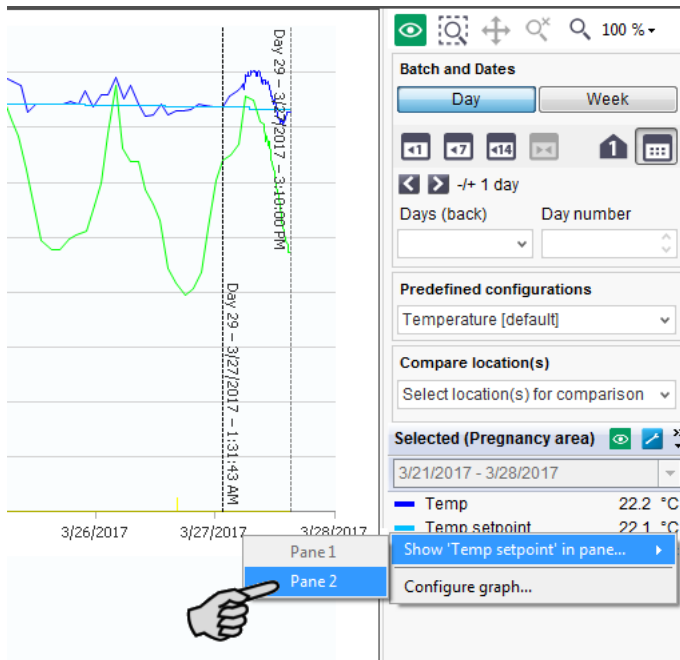 Day 29 – 3/27/2017 – 3:10:00 PM
Day 29 – 3/27/2017 – 1:31:43 AM
3/26/2017
3/27/2017
3/28/2017
100 %
Batch and Dates
Day
Week
1
7
14
1
-/+ 1 day
Days (back)
Day number
Predefined configurations
Temperature [default]
Compare location(s)
Select location(s) for comparison
Selected (Pregnancy area)
3/21/2017 - 3/28/2017
Temp 22.2 °C
Temp setpoint 22.1 °C
Show 'Temp setpoint' in pane...
Configure graph...
Pane 1
Pane 2